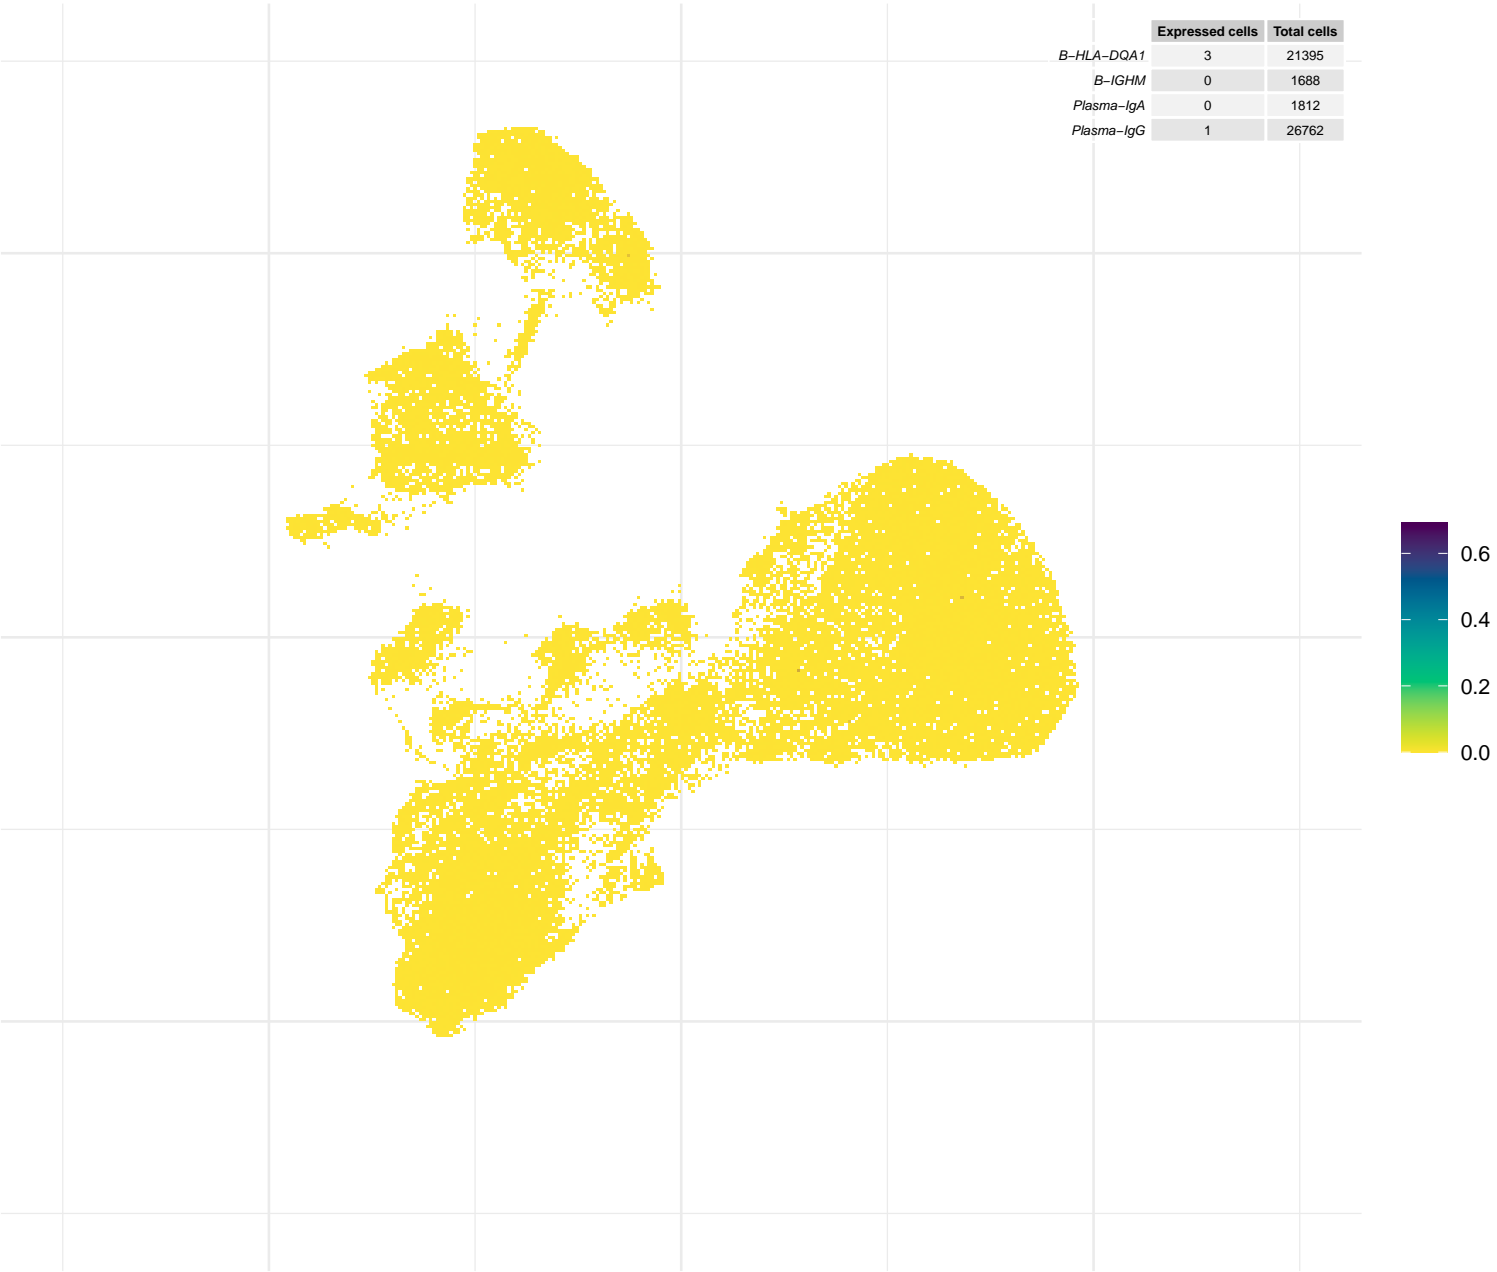 Expressed cells Total cells
B−HLA−DQA1 3 21395
B−IGHM 0 1688
Plasma−IgA 0 1812
Plasma−IgG 1 26762
0.6
0.4
0.2
0.0